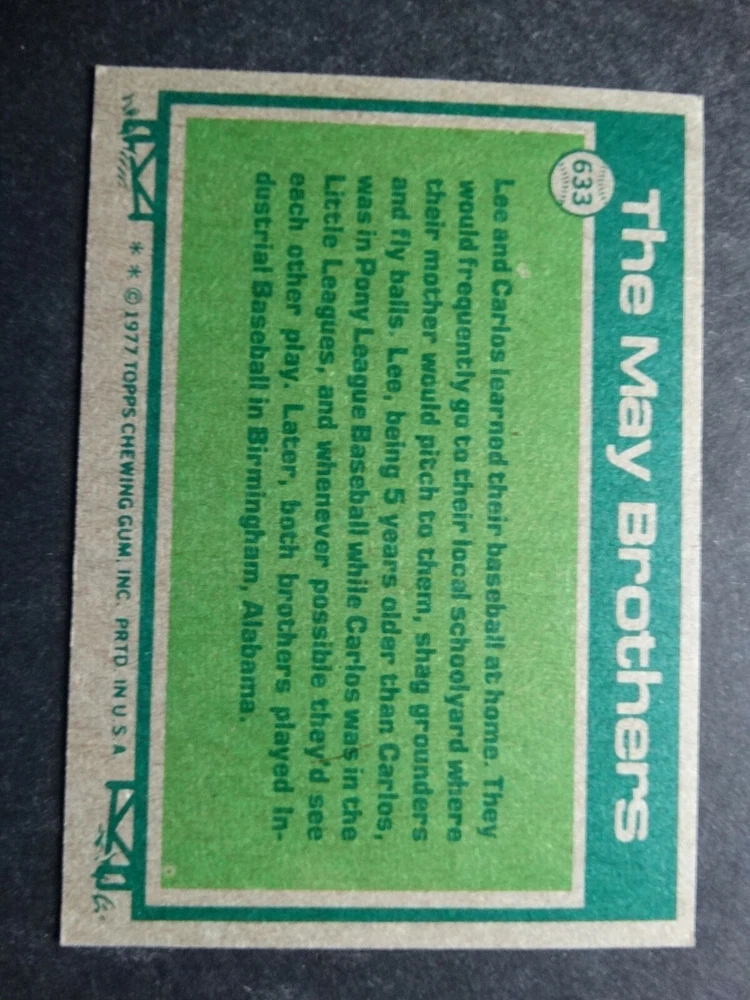 The May Brothers
633
Lee and Carlos learned their baseball at home. They
would frequently go to their local schoolyard where
their mother would pitch to them, shag grounders
and fly balls. Lee, being 5 years older than Carlos,
was in Pony League Baseball while Carlos was in the
Little Leagues, and whenever possible they'd see
each other play. Later, both brothers played In-
dustrial Baseball in Birmingham, Alabama.
* * © 1977 TOPPS CHEWING GUM, INC. PRTD. IN U S A